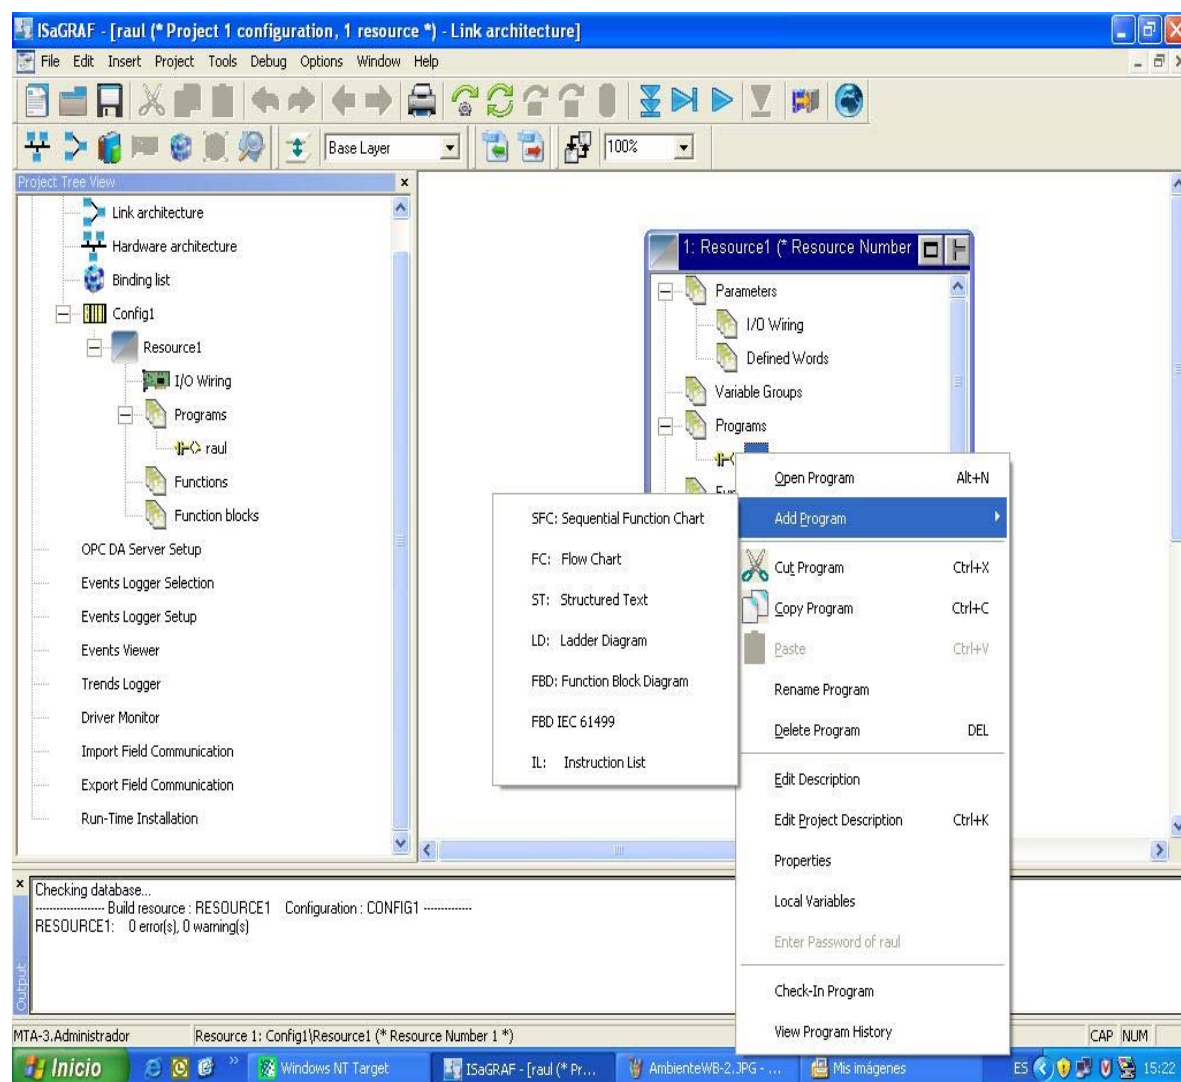 ISaGRAF - [raul (* Project 1 configuration, 1 resource *) - Link architecture]
File Edit Insert Project Tools Debug Options Window Help
Base Layer
100%
Project Tree View
Link architecture
Hardware architecture
Binding list
Config1
Resource1
I/O Wiring
Programs
raul
Functions
Function blocks
OPC DA Server Setup
Events Logger Selection
Events Logger Setup
Events Viewer
Trends Logger
Driver Monitor
Import Field Communication
Export Field Communication
Run-Time Installation
1: Resource1 (* Resource Number
Parameters
I/O Wiring
Defined Words
Variable Groups
Programs
SFC: Sequential Function Chart
FC: Flow Chart
ST: Structured Text
LD: Ladder Diagram
FBD: Function Block Diagram
FBD IEC 61499
IL: Instruction List
Open Program Alt+N
Add Program
Cut Program Ctrl+X
Copy Program Ctrl+C
Paste Ctrl+V
Rename Program
Delete Program DEL
Edit Description
Edit Project Description Ctrl+K
Properties
Local Variables
Enter Password of raul
Check-In Program
View Program History
Output
Checking database...
------------------- Build resource : RESOURCE1 Configuration : CONFIG1 -------------
RESOURCE1: 0 error(s), 0 warning(s)
MTA-3.Administrador Resource 1: Config1\Resource1 (* Resource Number 1 *) CAP NUM
Inicio Windows NT Target ISaGRAF - [raul (* Pr... AmbienteWB-2.JPG - ... Mis imágenes ES 15:22